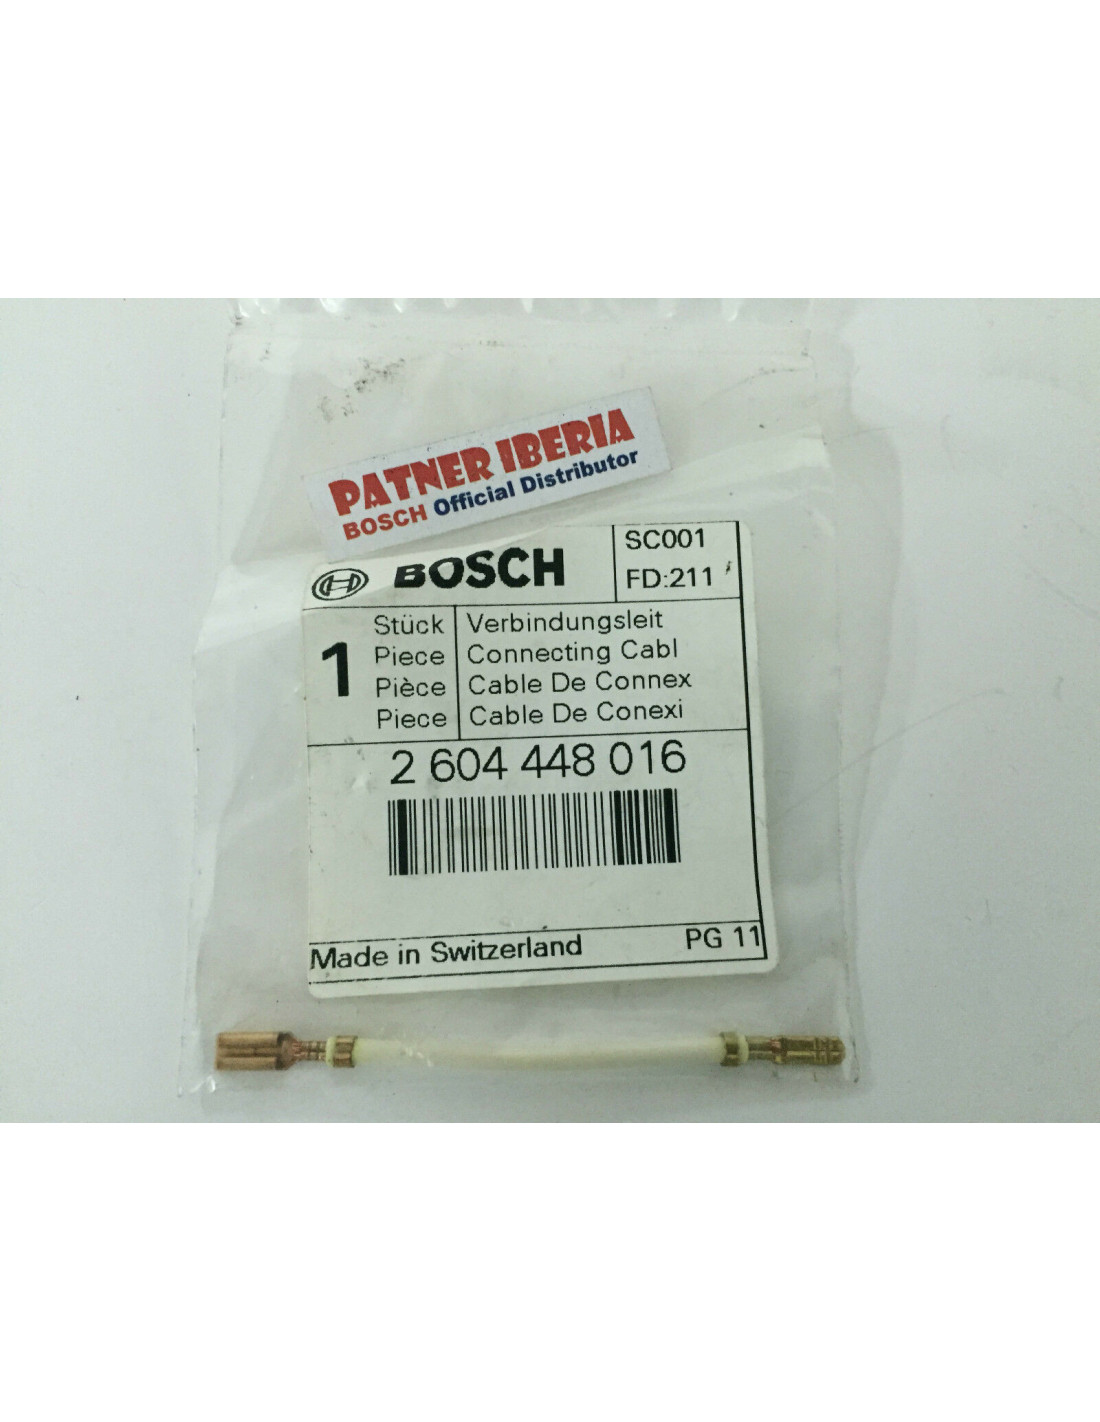 PATNER IBERIA
BOSCH Official Distributor
BOSCH
SC001
FD:211
1
Stück
Piece
Pièce
Piece
Verbindungsleit
Connecting Cabl
Cable De Connex
Cable De Conexi
2 604 448 016
Made in Switzerland
PG 11